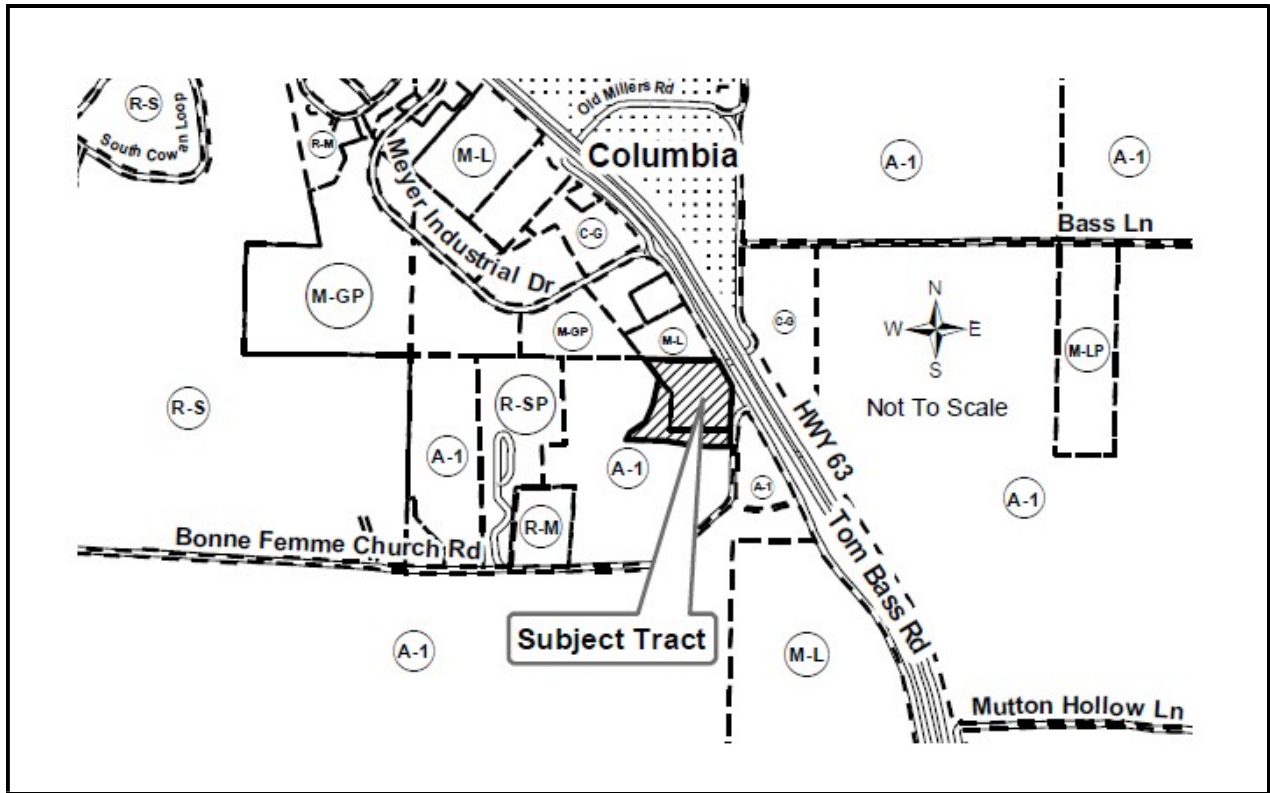 R-S
South Cowan Loop
R-M
Meyer Industrial Dr
M-L
Old Millers Rd
Columbia
A-1
A-1
Bass Ln
C-G
M-GP
M-GP
M-L
C-G
N
W
E
S
Not To Scale
M-LP
R-S
R-SP
A-1
A-1
A-1
A-1
R-M
HWY 63
Tom Bass Rd
Bonne Femme Church Rd
Subject Tract
A-1
M-L
Mutton Hollow Ln